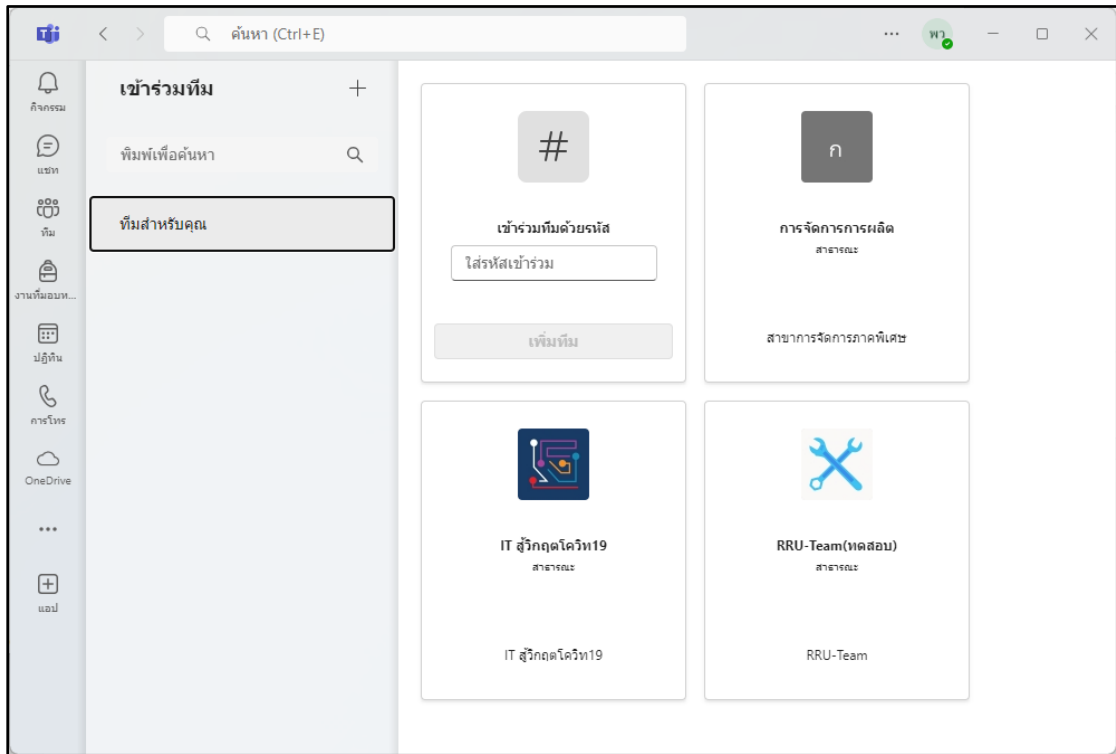 ค้นหา (Ctrl+E)
พว
กิจกรรม
แชท
ทีม
งานที่มอบห...
ปฏิทิน
การโทร
OneDrive
แอป
เข้าร่วมทีม
พิมพ์เพื่อค้นหา
ทีมสำหรับคุณ
#
เข้าร่วมทีมด้วยรหัส
ใส่รหัสเข้าร่วม
เพิ่มทีม
ก
การจัดการการผลิต
สาธารณะ
สาขาการจัดการภาคพิเศษ
IT สู้วิกฤตโควิท19
สาธารณะ
IT สู้วิกฤตโควิท19
RRU-Team(ทดสอบ)
สาธารณะ
RRU-Team